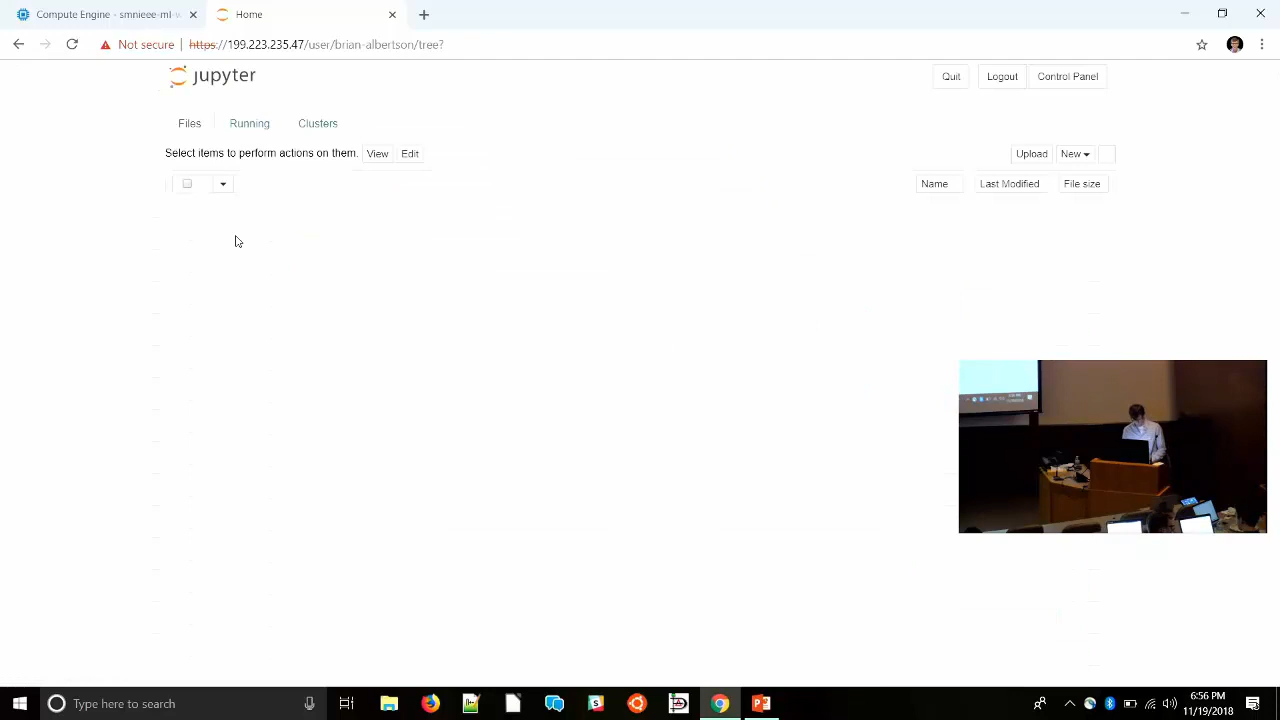 Compute Engine - smnieee-ml-v
Home
Not secure
https://199.223.235.47/user/brian-albertson/tree?
jupyter
Quit
Logout
Control Panel
Files
Running
Clusters
Select items to perform actions on them.
View
Edit
Upload
New
Name
Last Modified
File size
Type here to search
6:56 PM
11/19/2018